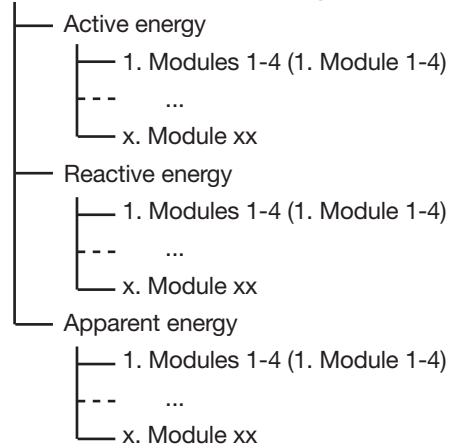 Active energy
1. Modules 1-4 (1. Module 1-4)
...
x. Module xx
Reactive energy
1. Modules 1-4 (1. Module 1-4)
...
x. Module xx
Apparent energy
1. Modules 1-4 (1. Module 1-4)
...
x. Module xx